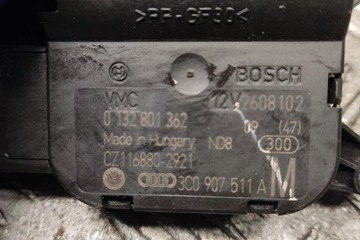 >PP-GF30<
BOSCH
VMC 12V 2608102
0 132 801 362 09 (47)
Made in Hungary ND8 300
CZ116880-2921
3C0 907 511 A M